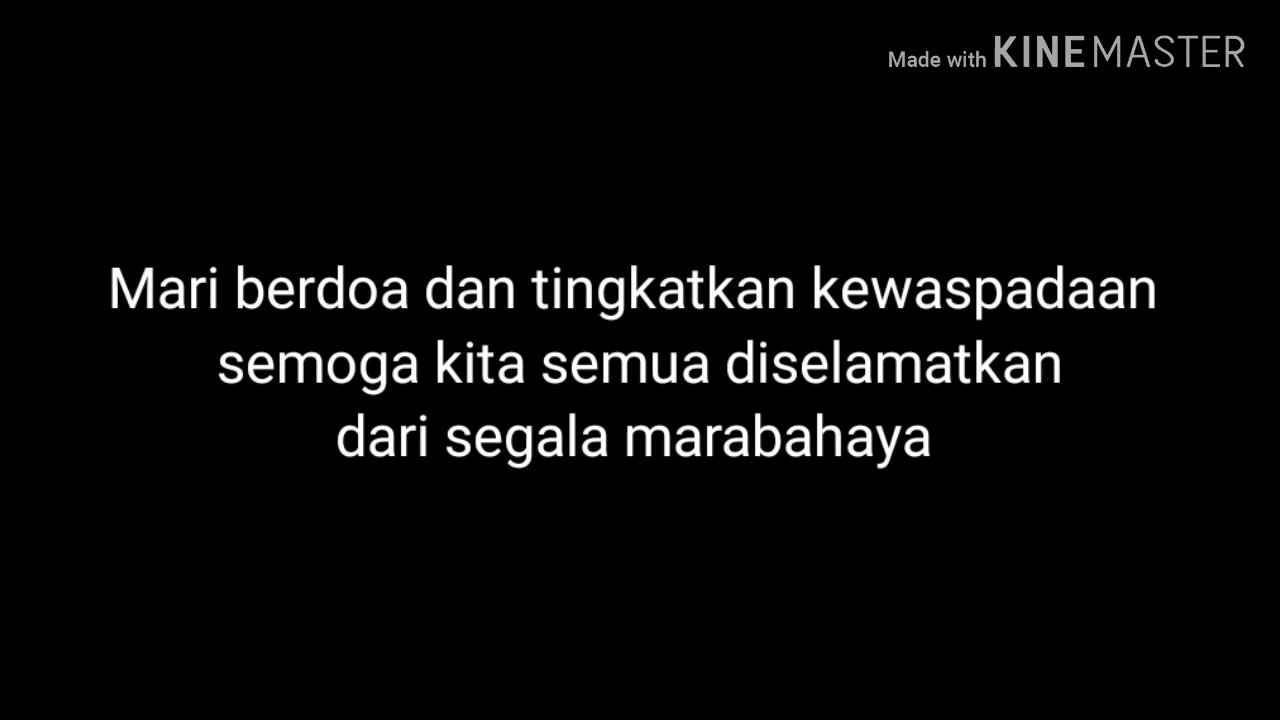 Made with KINEMASTER
Mari berdoa dan tingkatkan kewaspadaan
semoga kita semua diselamatkan
dari segala marabahaya